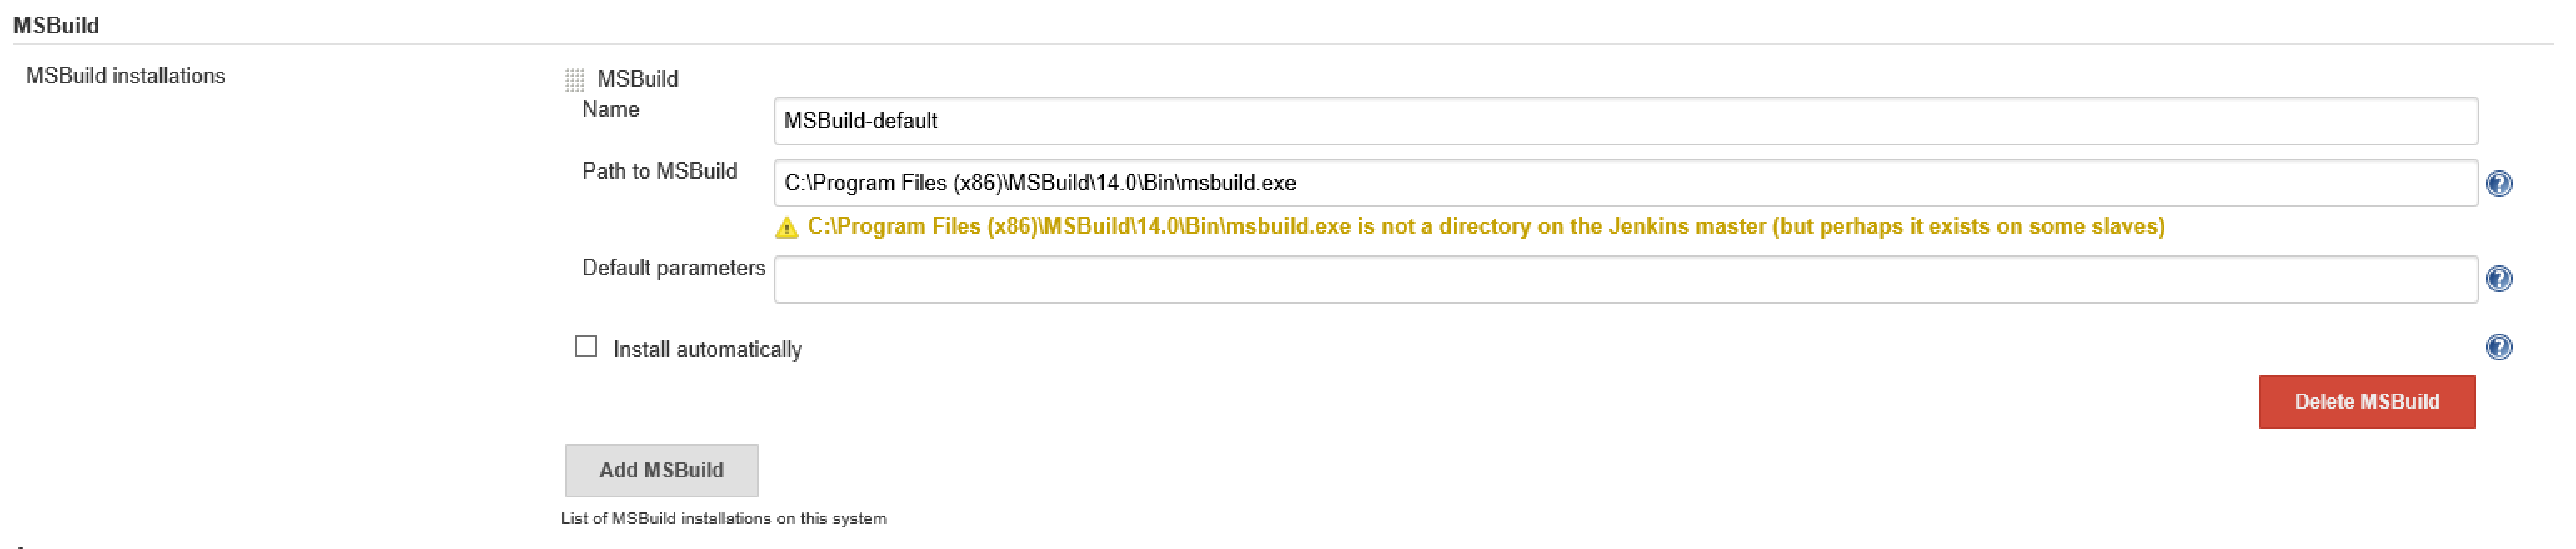 MSBuild
MSBuild installations
MSBuild
Name
MSBuild-default
Path to MSBuild
C:\Program Files (x86)\MSBuild\14.0\Bin\msbuild.exe
C:\Program Files (x86)\MSBuild\14.0\Bin\msbuild.exe is not a directory on the Jenkins master (but perhaps it exists on some slaves)
Default parameters
Install automatically
Delete MSBuild
Add MSBuild
List of MSBuild installations on this system